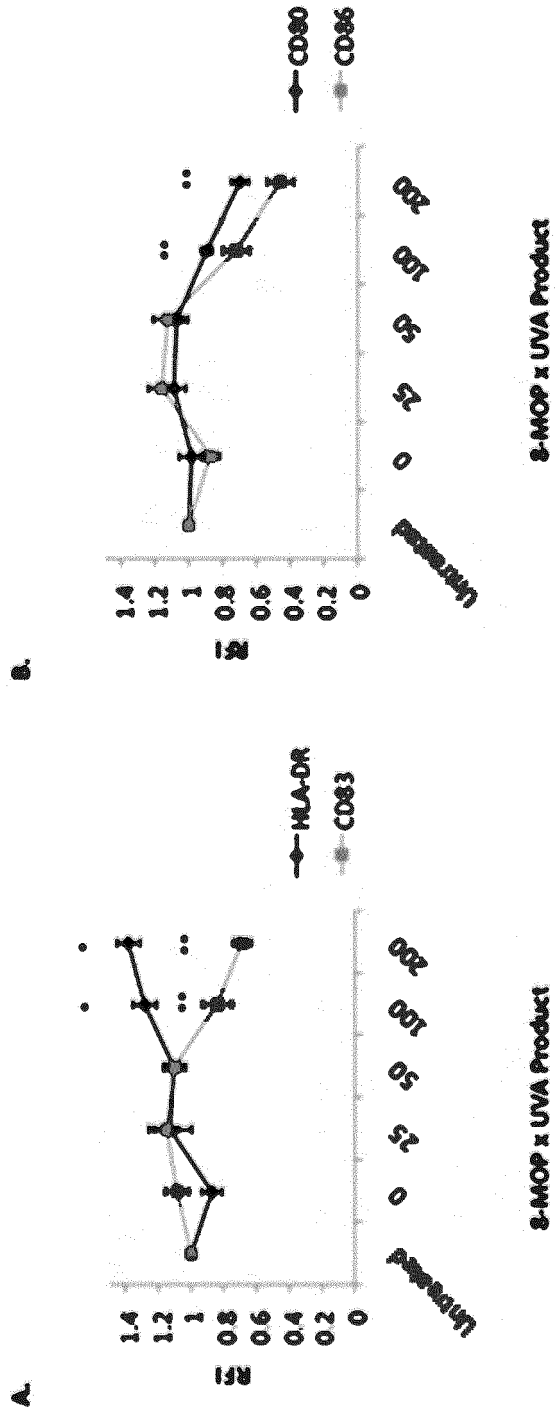 A.
RFI
1.4
1.2
1
0.8
0.6
0.4
0.2
0
Untreated
0
25
50
100
200
8-MOP x UVA Product
HLA-DR
CD83
B.
RFI
1.4
1.2
1
0.8
0.6
0.4
0.2
0
Untreated
0
25
50
100
200
8-MOP x UVA Product
CD80
CD86